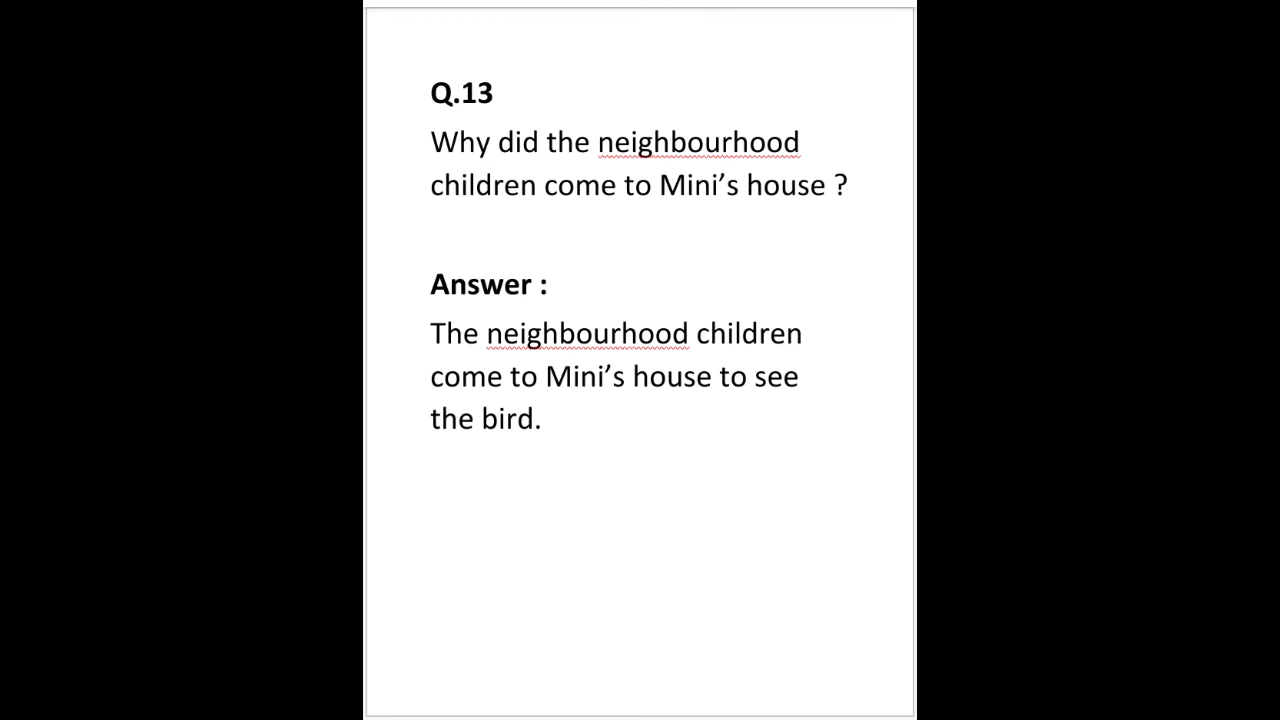 Q.13
Why did the neighbourhood
children come to Mini’s house ?
Answer :
The neighbourhood children
come to Mini’s house to see
the bird.